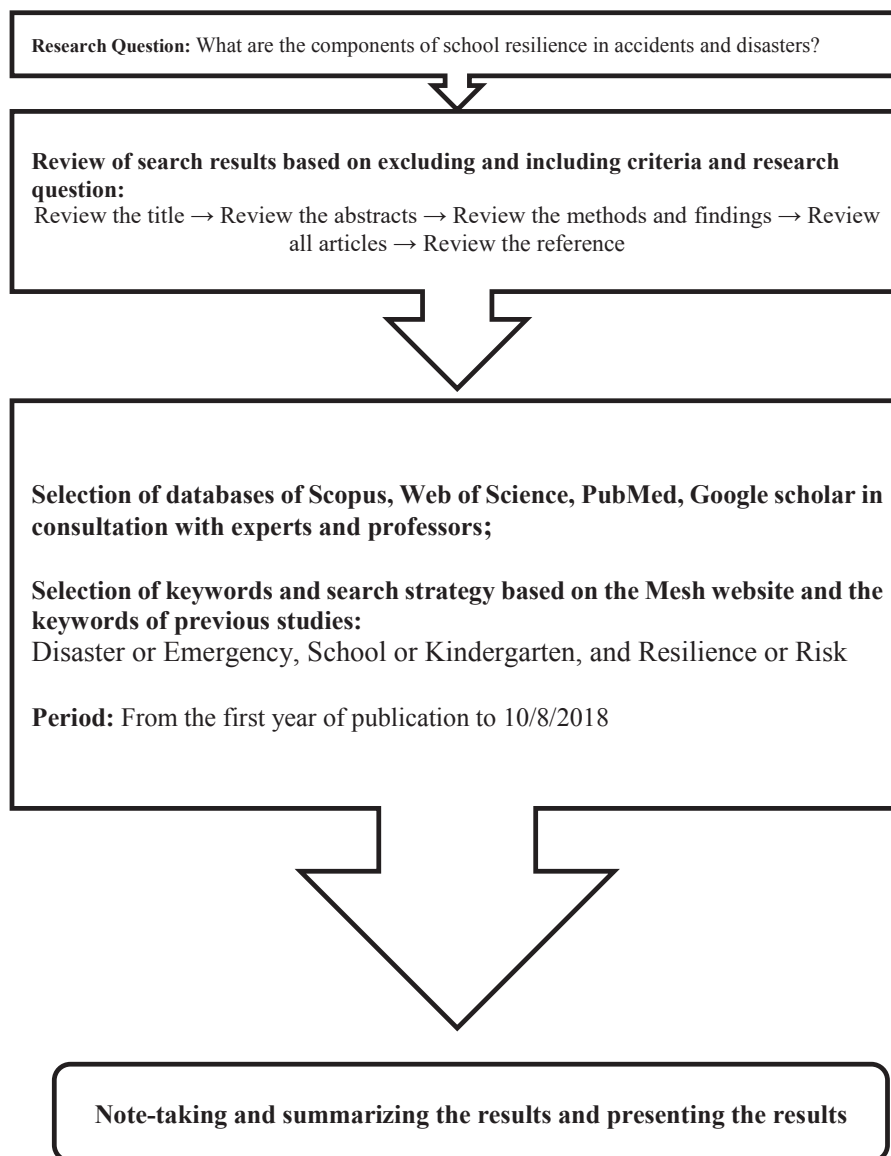 Research Question: What are the components of school resilience in accidents and disasters?
Review of search results based on excluding and including criteria and research
question:
Review the title → Review the abstracts → Review the methods and findings → Review
all articles → Review the reference
Selection of databases of Scopus, Web of Science, PubMed, Google scholar in
consultation with experts and professors;
Selection of keywords and search strategy based on the Mesh website and the
keywords of previous studies:
Disaster or Emergency, School or Kindergarten, and Resilience or Risk
Period: From the first year of publication to 10/8/2018
Note-taking and summarizing the results and presenting the results